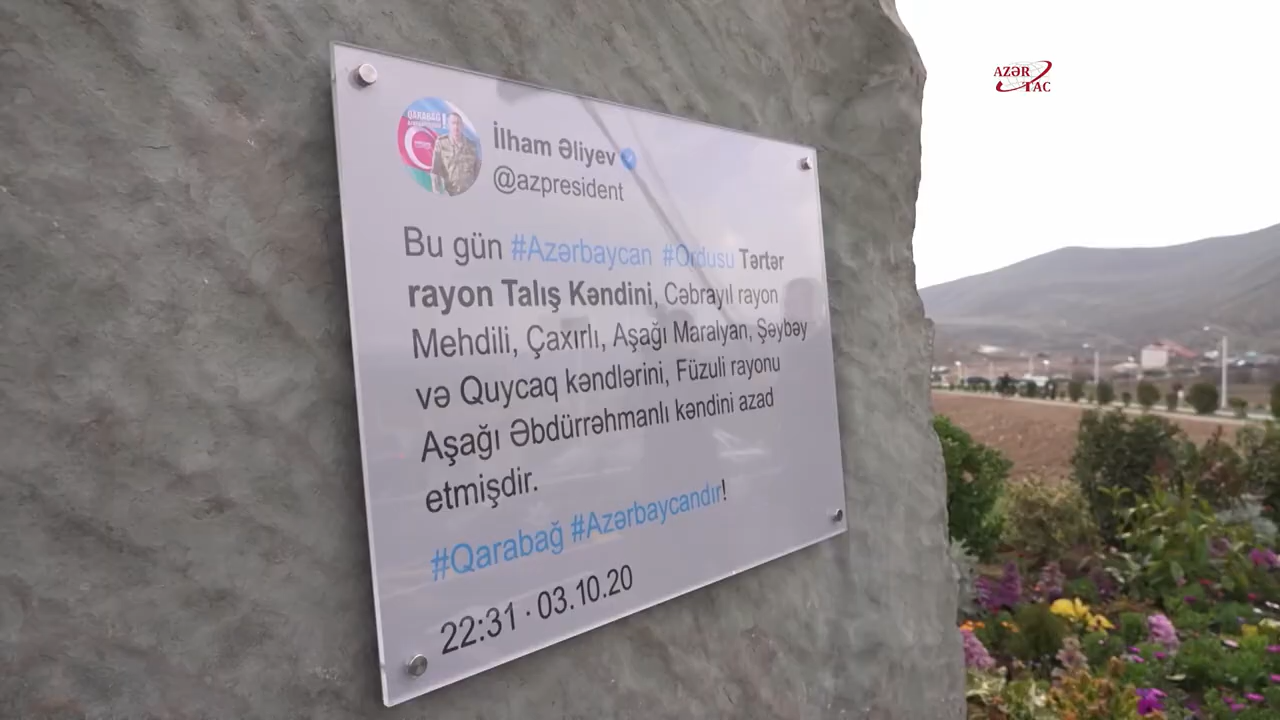 AZƏR
TAC
QARABAĞ
İlham Əliyev
@azpresident
Bu gün #Azərbaycan #Ordusu Tərtər
rayon Talış Kəndini, Cəbrayıl rayon
Mehdili, Çaxırlı, Aşağı Maralyan, Şəybəy
və Quycaq kəndlərini, Füzuli rayonu
Aşağı Əbdürrəhmanlı kəndini azad
etmişdir.
#Qarabağ #Azərbaycandır!
22:31 · 03.10.20